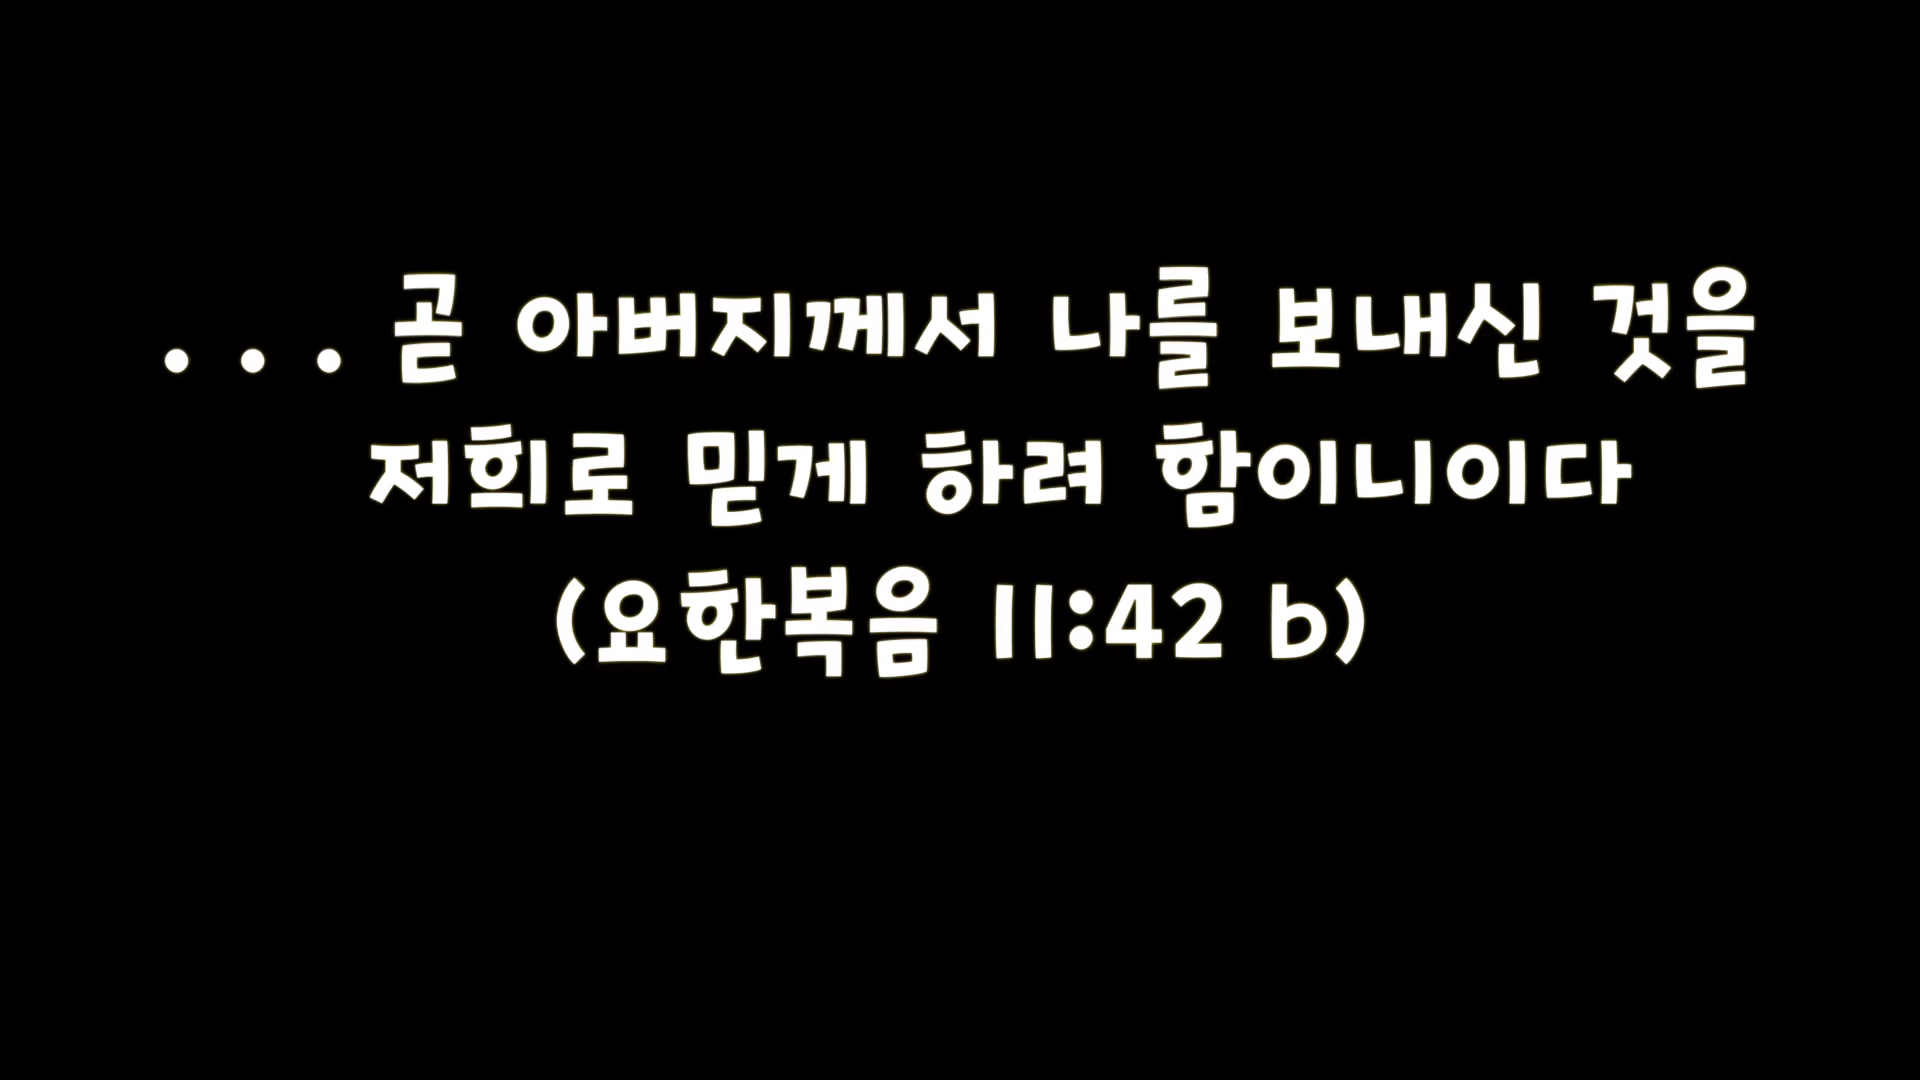 ... 곧 아버지께서 나를 보내신 것을
저희로 믿게 하려 함이니이다
(요한복음 11:42 b)